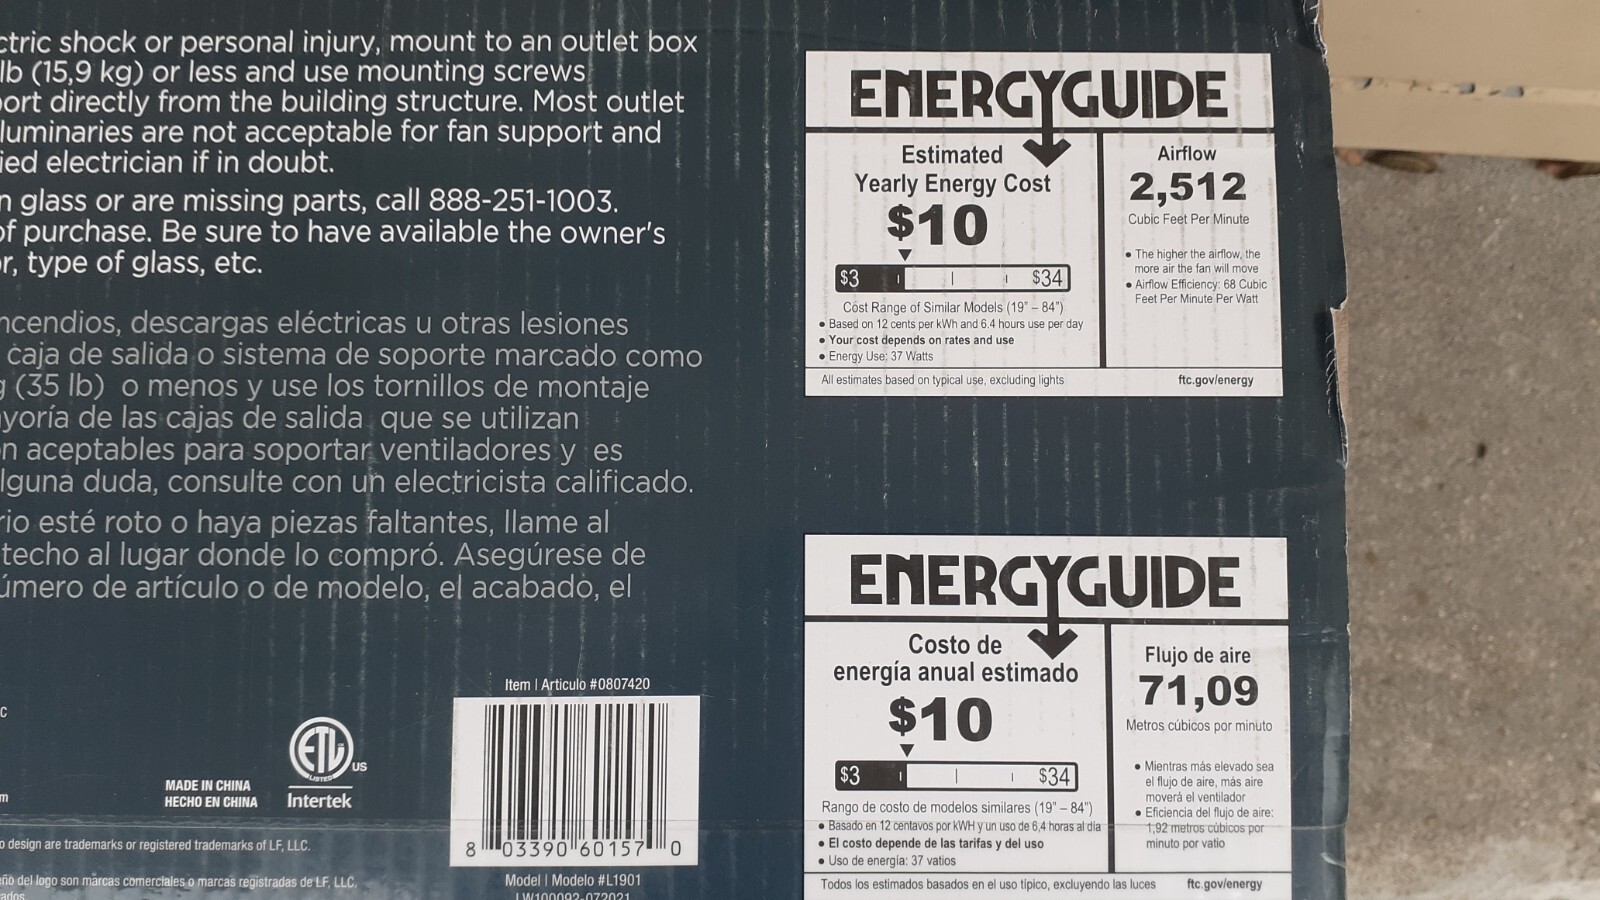 ctric shock or personal injury, mount to an outlet box
lb (15,9 kg) or less and use mounting screws
port directly from the building structure. Most outlet
luminaries are not acceptable for fan support and
ied electrician if in doubt.
n glass or are missing parts, call 888-251-1003.
of purchase. Be sure to have available the owner's
r, type of glass, etc.
ncendios, descargas eléctricas u otras lesiones
caja de salida o sistema de soporte marcado como
g (35 lb) o menos y use los tornillos de montaje
ayoría de las cajas de salida que se utilizan
n aceptables para soportar ventiladores y es
lguna duda, consulte con un electricista calificado.
rio esté roto o haya piezas faltantes, llame al
techo al lugar donde lo compró. Asegúrese de
úmero de artículo o de modelo, el acabado, el
C
m
MADE IN CHINA
HECHO EN CHINA
ETL
LISTED
US
Intertek
o design are trademarks or registered trademarks of LF, LLC.
eño del logo son marcas comerciales o marcas registradas de LF, LLC.
ados.
Item | Articulo #0807420
8 03390 60157 0
Model | Modelo #L1901
LW100092-072021
ENERGYGUIDE
Estimated
Yearly Energy Cost
$10
$3 $34
Cost Range of Similar Models (19" – 84")
• Based on 12 cents per kWh and 6.4 hours use per day
• Your cost depends on rates and use
• Energy Use: 37 Watts
Airflow
2,512
Cubic Feet Per Minute
• The higher the airflow, the
more air the fan will move
• Airflow Efficiency: 68 Cubic
Feet Per Minute Per Watt
All estimates based on typical use, excluding lights
ftc.gov/energy
ENERGYGUIDE
Costo de
energía anual estimado
$10
$3 $34
Rango de costo de modelos similares (19" – 84")
• Basado en 12 centavos por kWH y un uso de 6,4 horas al día
• El costo depende de las tarifas y del uso
• Uso de energía: 37 vatios
Flujo de aire
71,09
Metros cúbicos por minuto
• Mientras más elevado sea
el flujo de aire, más aire
moverá el ventilador
• Eficiencia del flujo de aire:
1,92 metros cúbicos por
minuto por vatio
Todos los estimados basados en el uso típico, excluyendo las luces
ftc.gov/energy